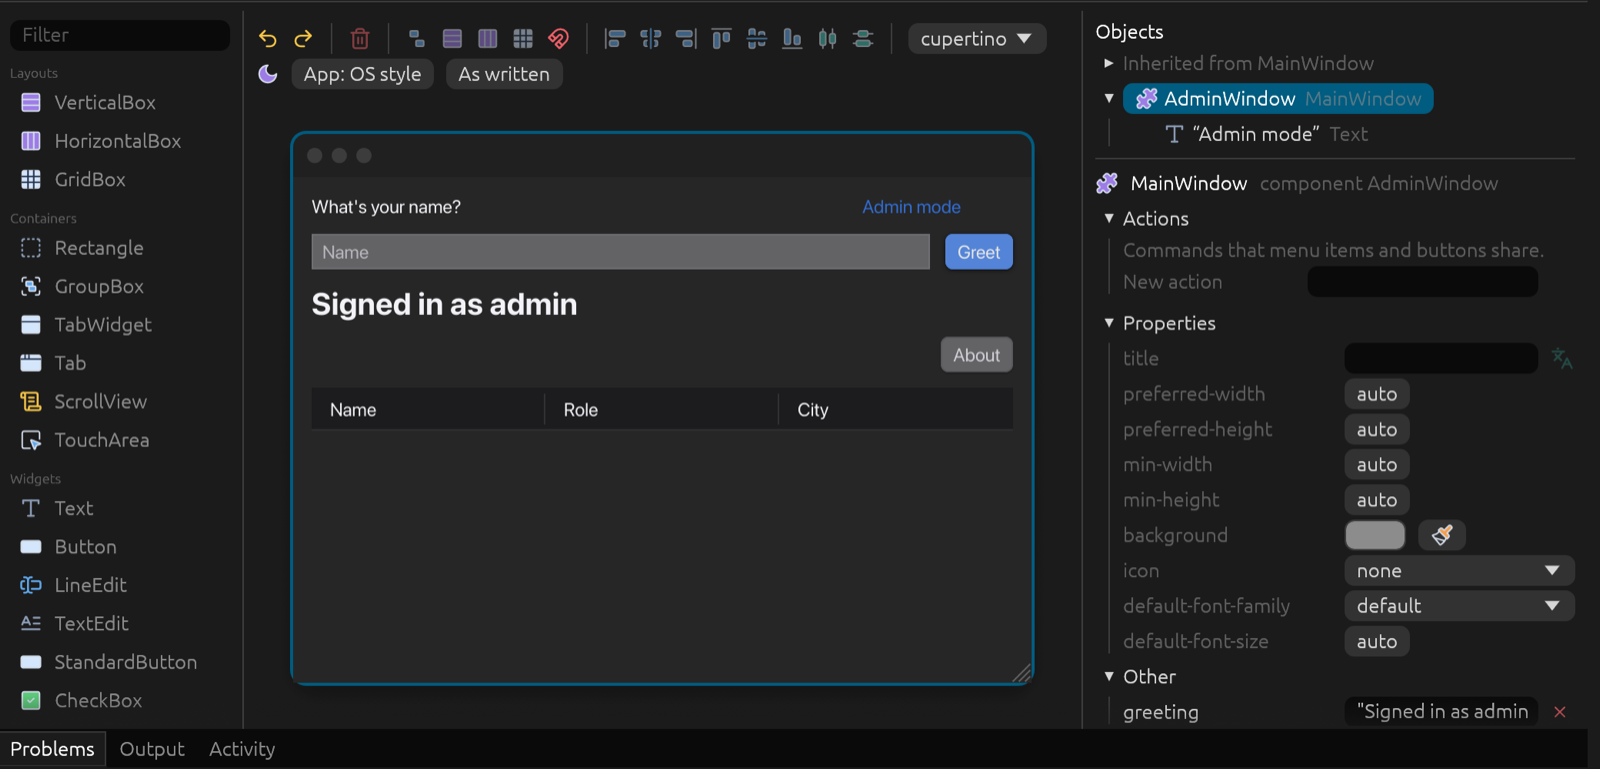 Filter
Layouts
VerticalBox
HorizontalBox
GridBox
Containers
Rectangle
GroupBox
TabWidget
Tab
ScrollView
TouchArea
Widgets
Text
Button
LineEdit
TextEdit
StandardButton
CheckBox
cupertino
App: OS style
As written
What's your name?
Admin mode
Name
Greet
Signed in as admin
About
Name Role City
Objects
Inherited from MainWindow
AdminWindow MainWindow
“Admin mode” Text
MainWindow component AdminWindow
Actions
Commands that menu items and buttons share.
New action
Properties
title
preferred-width auto
preferred-height auto
min-width auto
min-height auto
background
icon none
default-font-family default
default-font-size auto
Other
greeting "Signed in as admin
Problems Output Activity